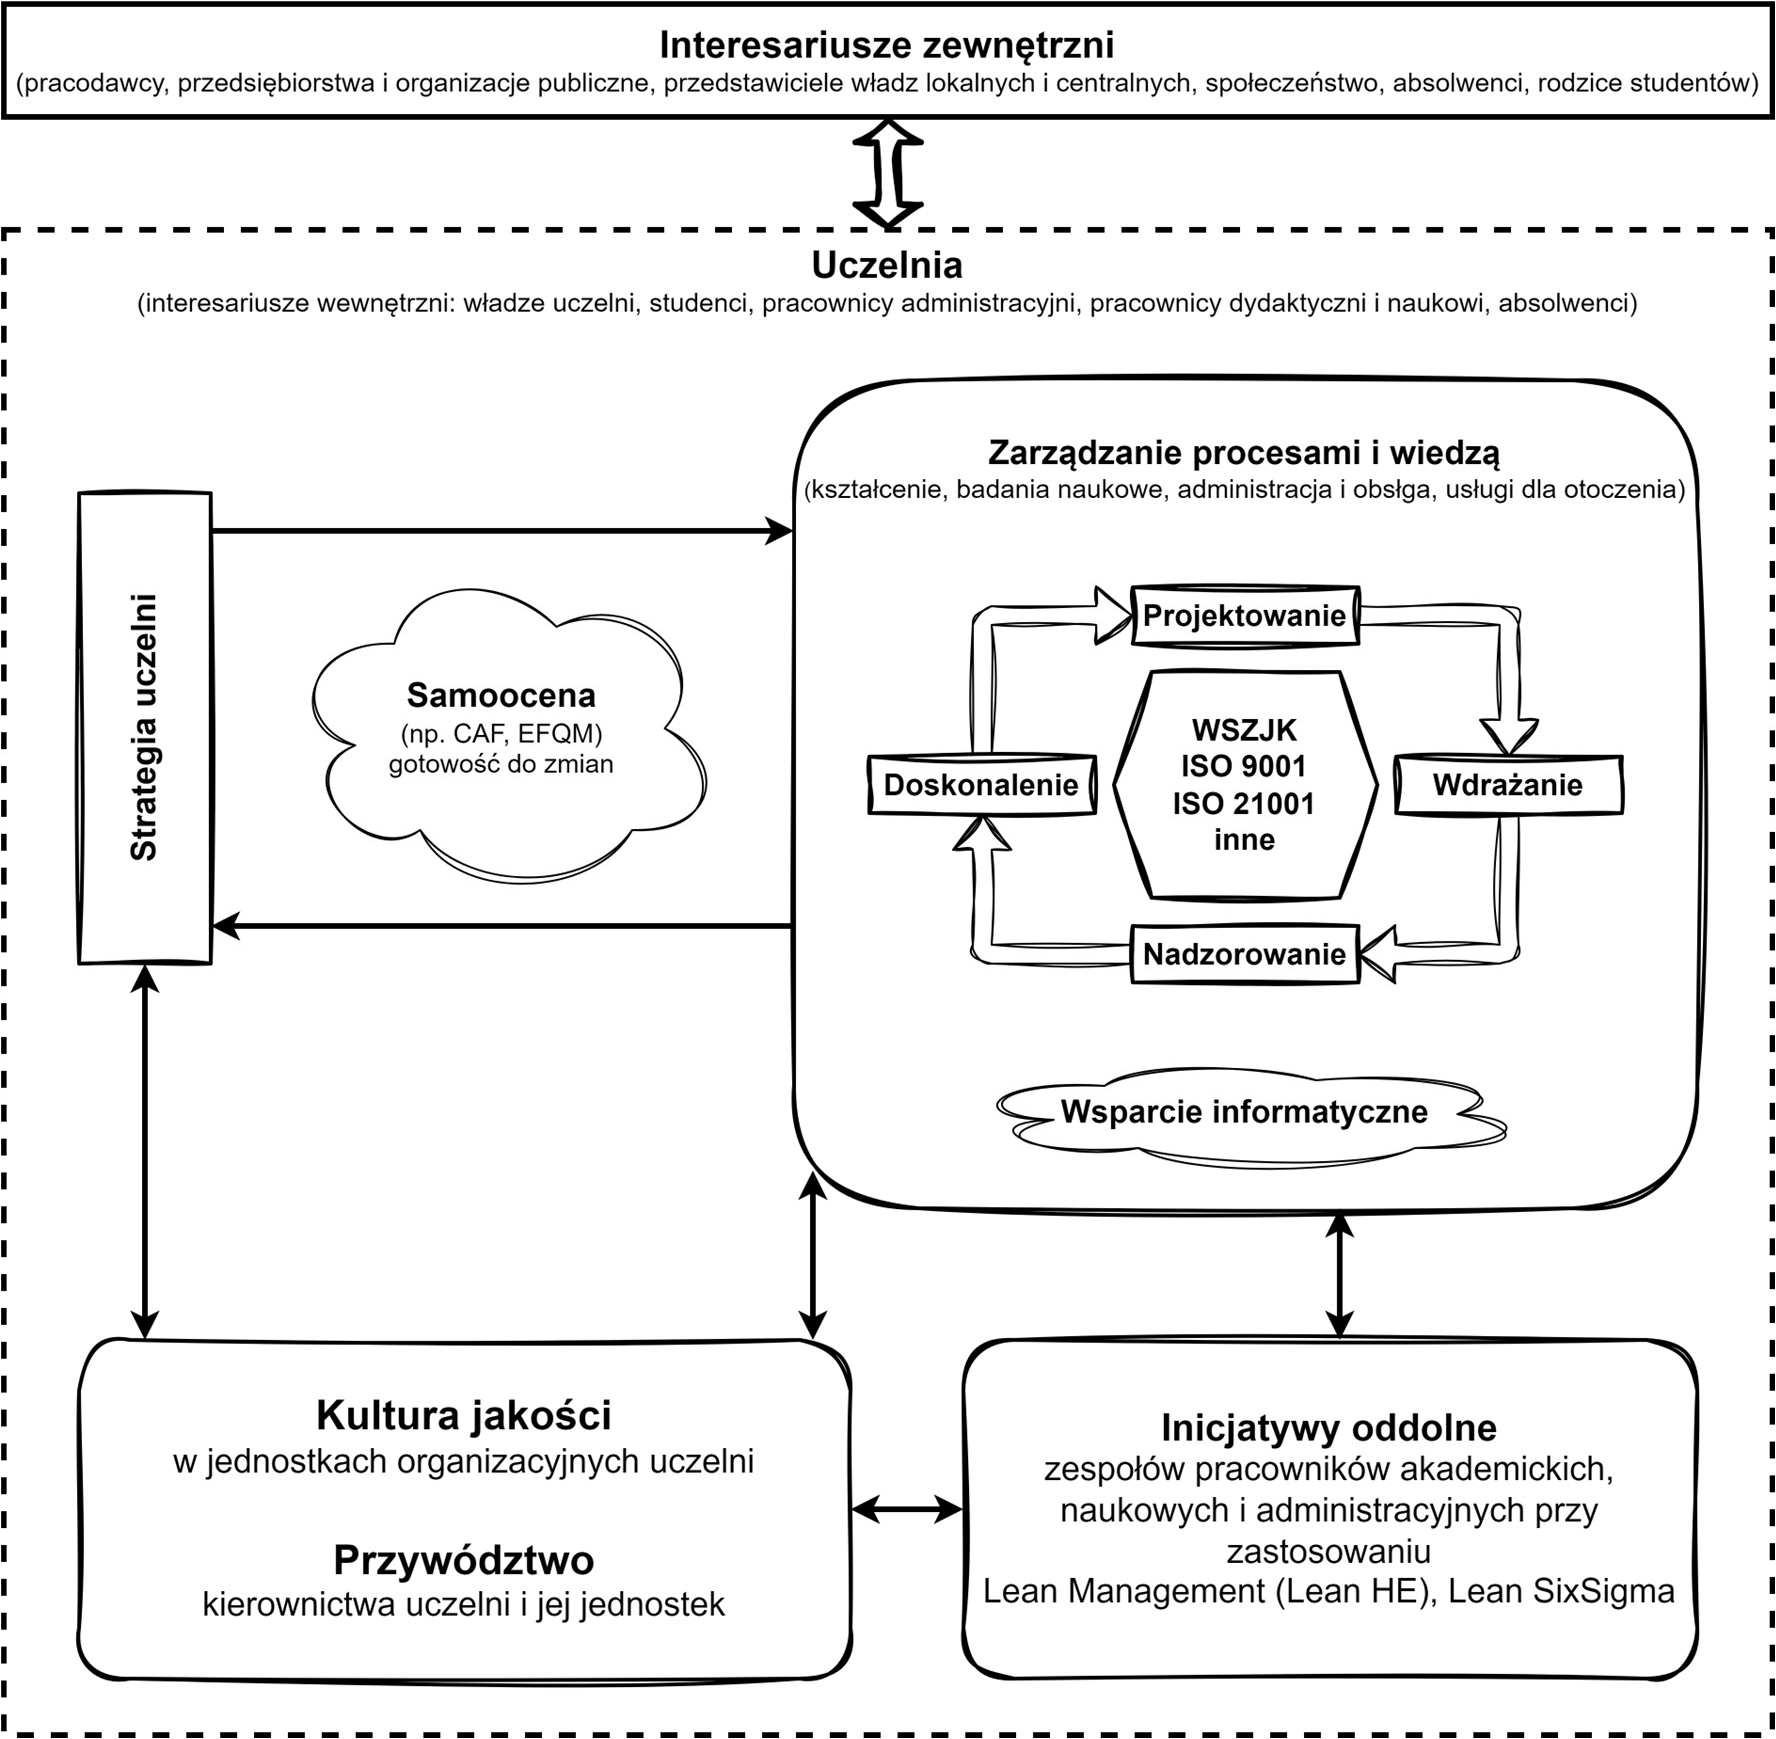 Interesariusze zewnętrzni
(pracodawcy, przedsiębiorstwa i organizacje publiczne, przedstawiciele władz lokalnych i centralnych, społeczeństwo, absolwenci, rodzice studentów)
Uczelnia
(interesariusze wewnętrzni: władze uczelni, studenci, pracownicy administracyjni, pracownicy dydaktyczni i naukowi, absolwenci)
Zarządzanie procesami i wiedzą
(kształcenie, badania naukowe, administracja i obsłga, usługi dla otoczenia)
Strategia uczelni
Samoocena
(np. CAF, EFQM)
gotowość do zmian
Projektowanie
WSZJK
ISO 9001
ISO 21001
inne
Doskonalenie
Wdrażanie
Nadzorowanie
Wsparcie informatyczne
Kultura jakości
w jednostkach organizacyjnych uczelni
Przywództwo
kierownictwa uczelni i jej jednostek
Inicjatywy oddolne
zespołów pracowników akademickich,
naukowych i administracyjnych przy
zastosowaniu
Lean Management (Lean HE), Lean SixSigma